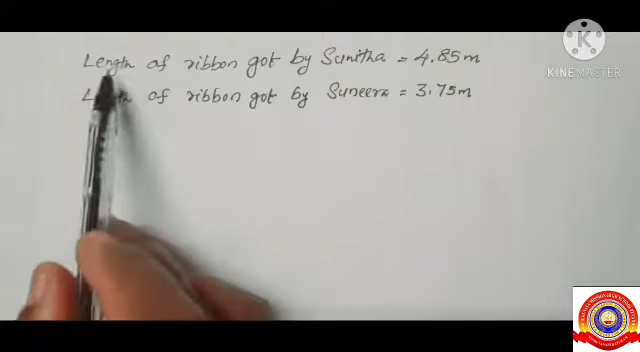 Length of ribbon got by Sunitha = 4.85m
of ribbon got by Suneera = 3.75m
KINEMASTER